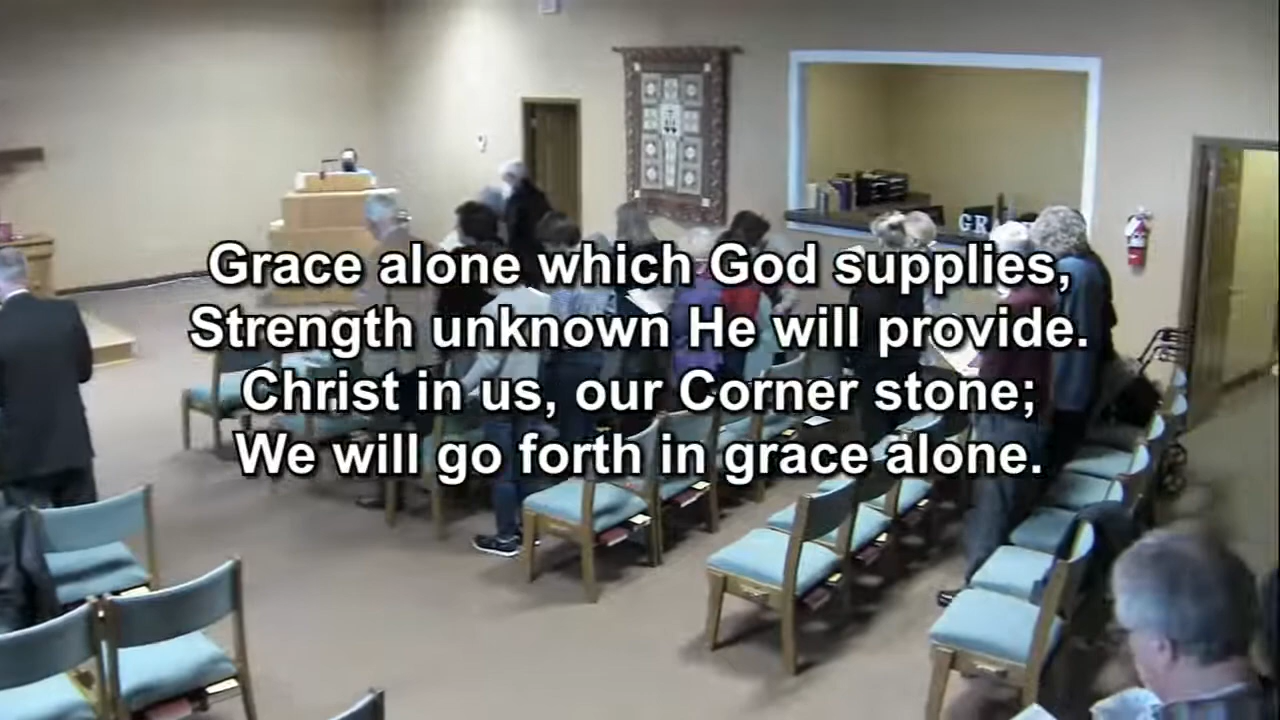 Grace alone which God supplies,
Strength unknown He will provide.
Christ in us, our Corner stone;
We will go forth in grace alone.
GR